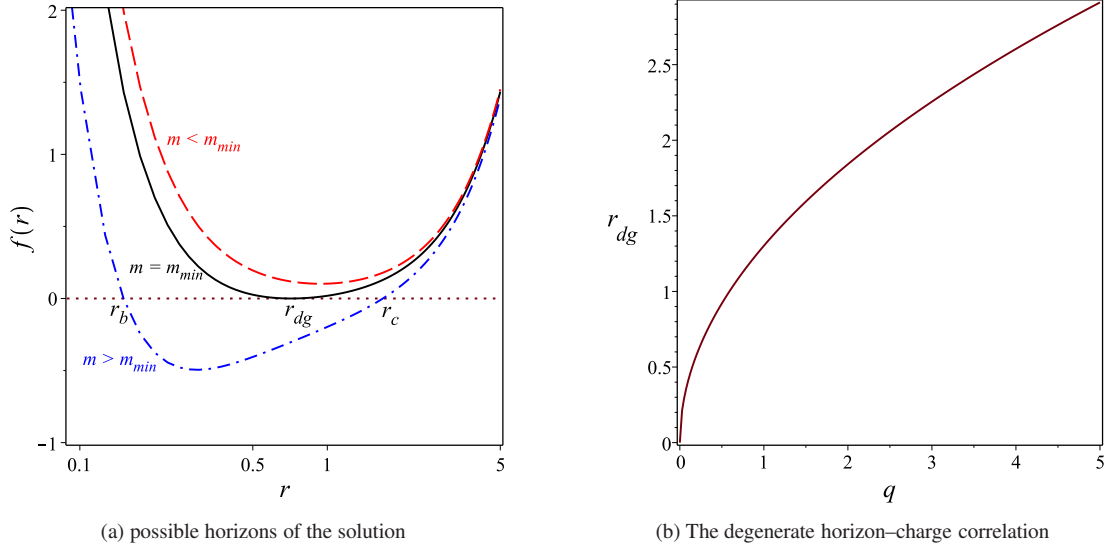 2
1
0
−1
f(r)
m < m_min
m = m_min
r_b
r_dg
r_c
m > m_min
0.1
0.5
1
5
r
(a) possible horizons of the solution
2.5
2
1.5
r_dg
1
0.5
0
0
1
2
3
4
5
q
(b) The degenerate horizon–charge correlation